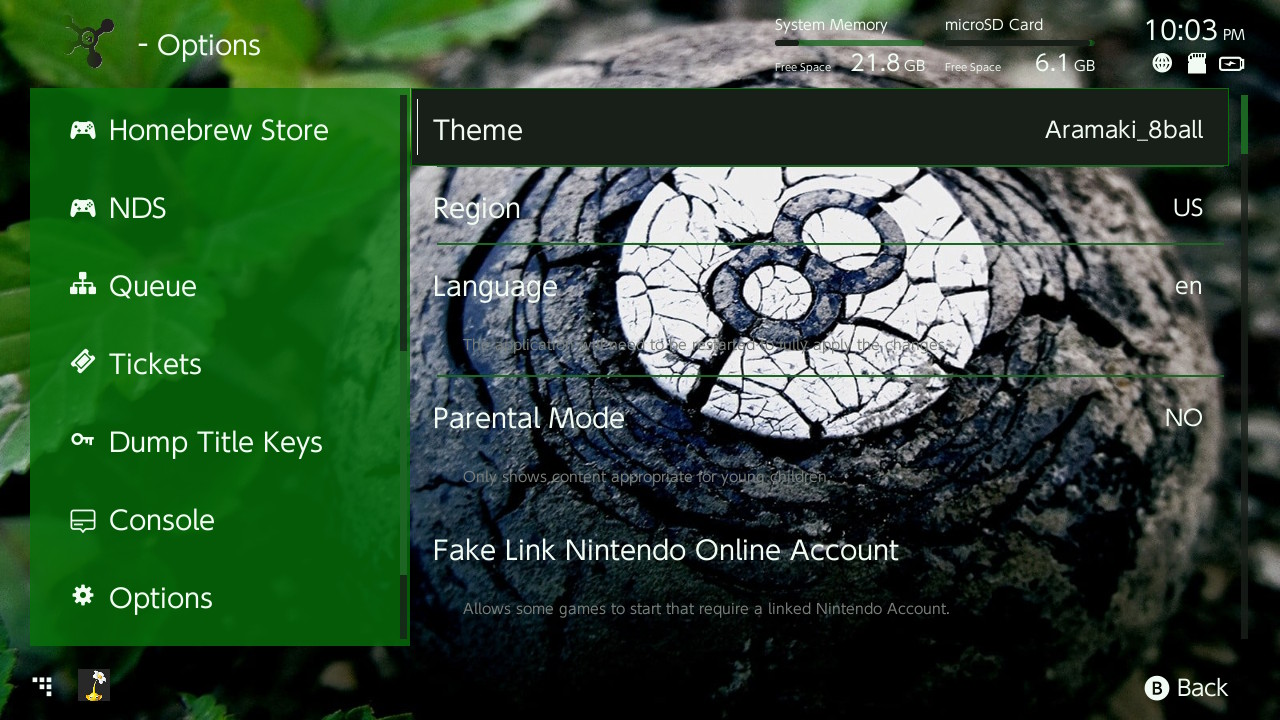 - Options
System Memory
Free Space 21.8 GB
microSD Card
Free Space 6.1 GB
10:03 PM
Homebrew Store
NDS
Queue
Tickets
Dump Title Keys
Console
Options
Theme Aramaki_8ball
Region US
Language en
The application will need to be restarted to fully apply the changes.
Parental Mode NO
Only shows content appropriate for young children.
Fake Link Nintendo Online Account
Allows some games to start that require a linked Nintendo Account.
8
B Back